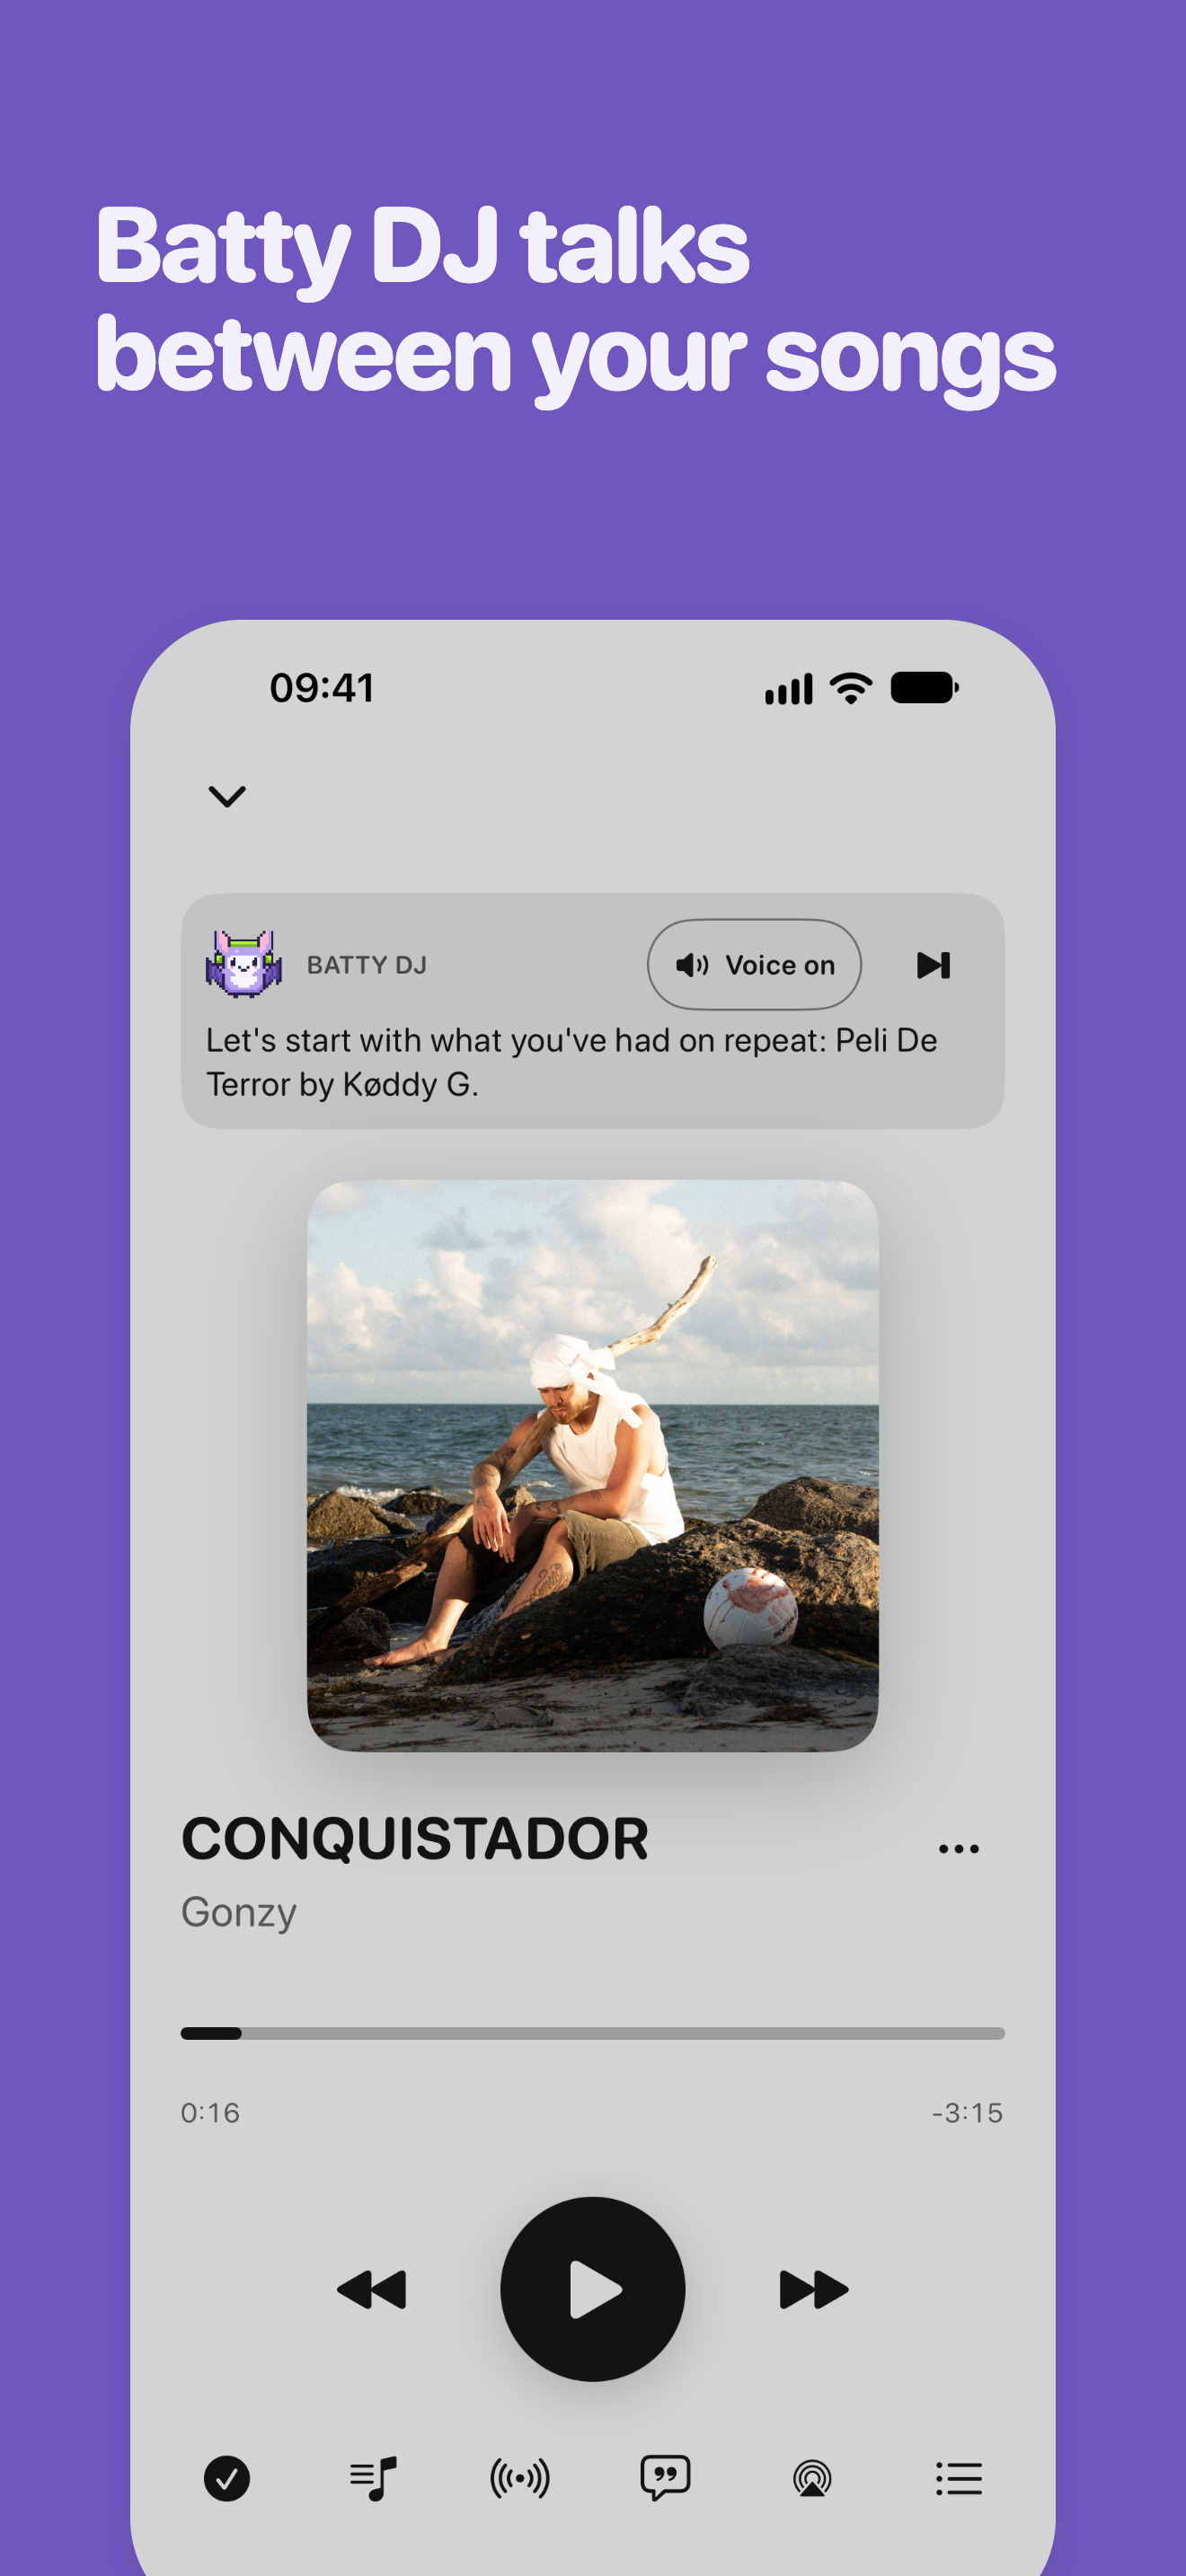 Batty DJ talks
between your songs
09:41
BATTY DJ
Voice on
Let's start with what you've had on repeat: Peli De
Terror by Køddy G.
CONQUISTADOR
Gonzy
0:16
-3:15